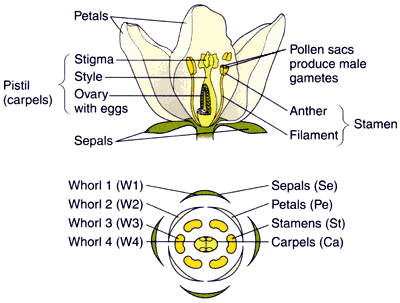 Petals
Stigma
Style
Ovary
with eggs
Pistil
(carpels)
Sepals
Pollen sacs
produce male
gametes
Anther
Filament
Stamen
Whorl 1 (W1)
Sepals (Se)
Whorl 2 (W2)
Petals (Pe)
Whorl 3 (W3)
Stamens (St)
Whorl 4 (W4)
Carpels (Ca)